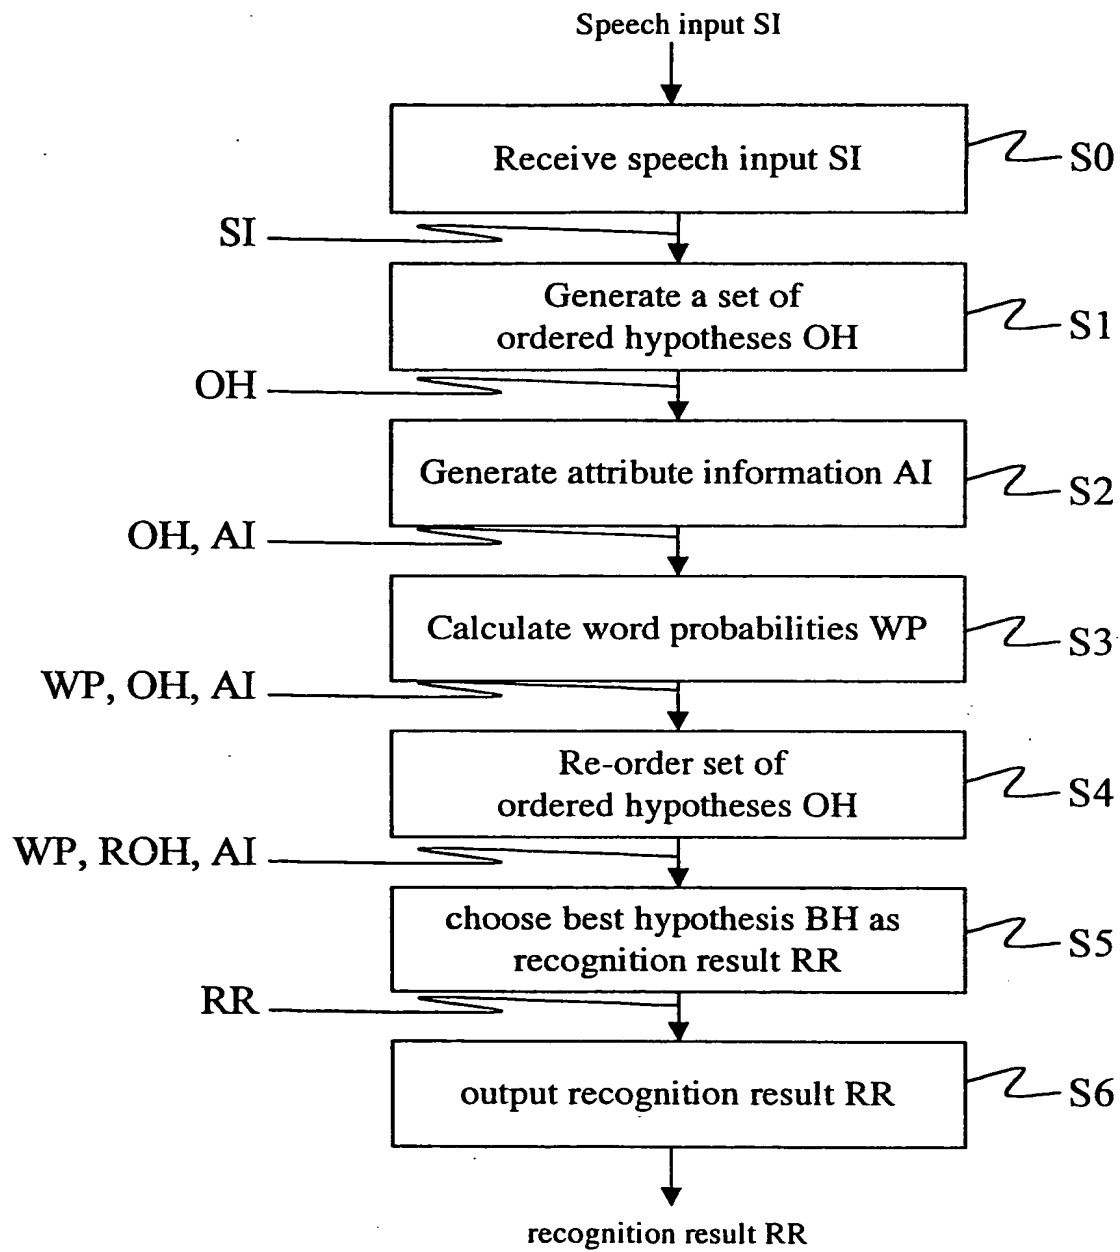 Speech input SI
Receive speech input SI
S0
SI
Generate a set of
ordered hypotheses OH
S1
OH
Generate attribute information AI
S2
OH, AI
Calculate word probabilities WP
S3
WP, OH, AI
Re-order set of
ordered hypotheses OH
S4
WP, ROH, AI
choose best hypothesis BH as
recognition result RR
S5
RR
output recognition result RR
S6
recognition result RR